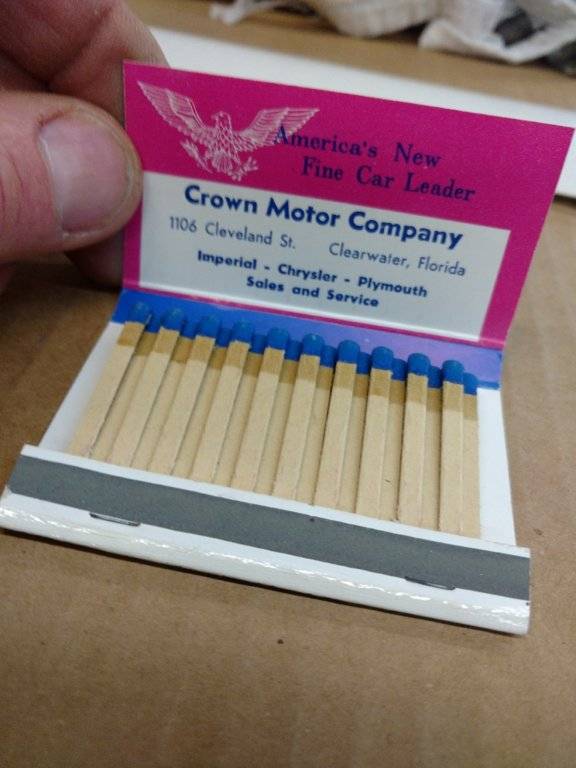 America's New
Fine Car Leader
Crown Motor Company
1106 Cleveland St. Clearwater, Florida
Imperial - Chrysler - Plymouth
Sales and Service